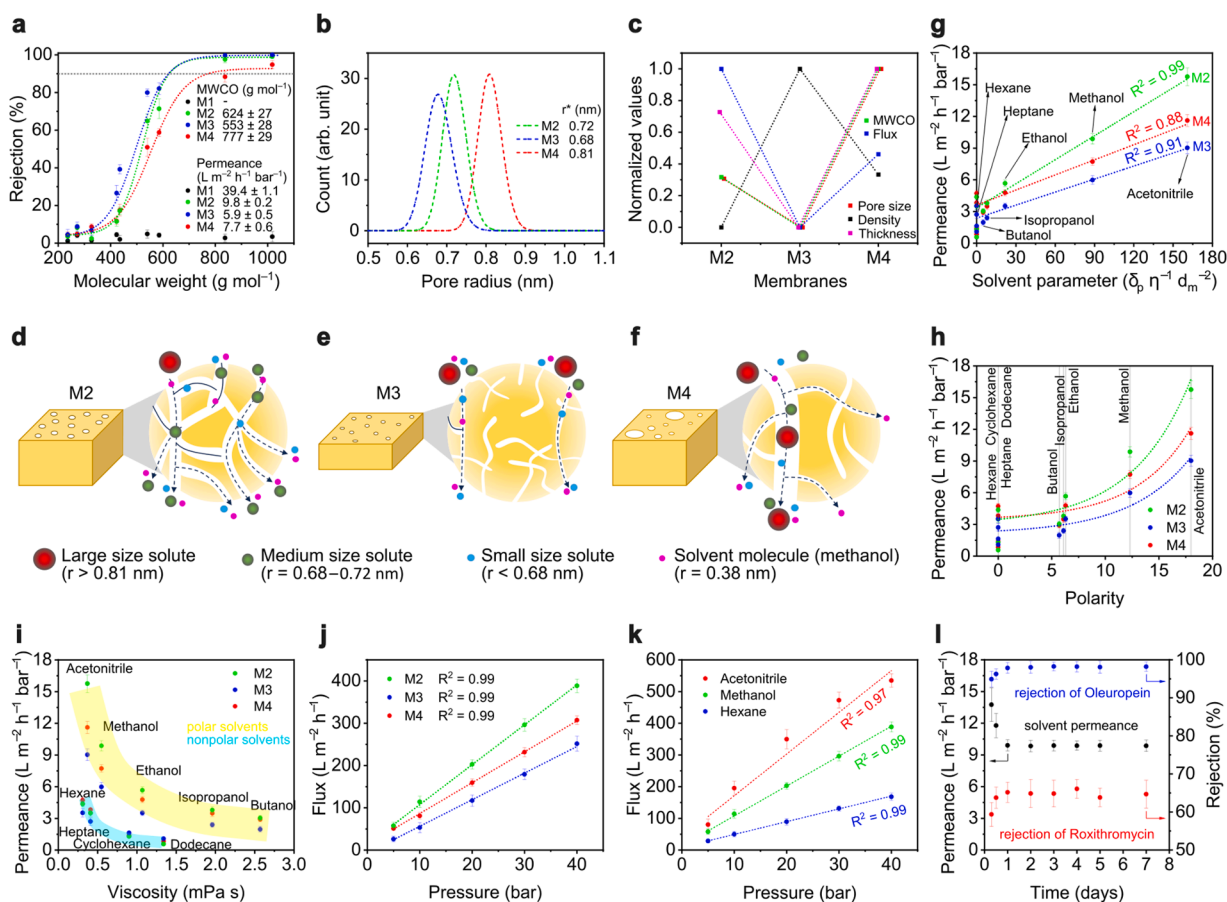 a
100
80
60
40
20
0
Rejection (%)
200
400
600
800
1000
Molecular weight (g mol⁻¹)
MWCO (g mol⁻¹)
M1 -
M2 624 ± 27
M3 553 ± 26
M4 777 ± 29
Permeance
(L m⁻² h⁻¹ bar⁻¹)
M1 39.4 ± 1.1
M2 9.8 ± 0.2
M3 5.9 ± 0.5
M4 7.7 ± 0.6
b
30
20
10
0
Count (arb. unit)
0.5 0.6 0.7 0.8 0.9 1.0 1.1
Pore radius (nm)
r* (nm)
M2 0.72
M3 0.68
M4 0.81
c
1.0
0.8
0.6
0.4
0.2
0.0
Normalized values
M2 M3 M4
Membranes
MWCO
Flux
Pore size
Density
Thickness
g
18
15
12
9
6
3
0
Permeance (L m⁻² h⁻¹ bar⁻¹)
0 30 60 90 120 150 180
Solvent parameter (δp η⁻¹ dm⁻²)
Hexane
Heptane
Methanol
Ethanol
Isopropanol
Butanol
Acetonitrile
R² = 0.99
R² = 0.88
R² = 0.91
M2
M4
M3
d
M2
e
M3
f
M4
Large size solute
(r > 0.81 nm)
Medium size solute
(r = 0.68–0.72 nm)
Small size solute
(r < 0.68 nm)
Solvent molecule (methanol)
(r = 0.38 nm)
h
18
15
12
9
6
3
0
Permeance (L m⁻² h⁻¹ bar⁻¹)
0 5 10 15 20
Polarity
Hexane Cyclohexane
Heptane Dodecane
Butanol
Isopropanol
Ethanol
Methanol
Acetonitrile
M2
M3
M4
i
18
15
12
9
6
3
0
Permeance (L m⁻² h⁻¹ bar⁻¹)
0.0 0.5 1.0 1.5 2.0 2.5 3.0
Viscosity (mPa s)
Acetonitrile
M2
M3
M4
Methanol
polar solvents
nonpolar solvents
Ethanol
Hexane
Isopropanol
Butanol
Heptane
Cyclohexane
Dodecane
j
400
300
200
100
0
Flux (L m⁻² h⁻¹)
10 20 30 40
Pressure (bar)
M2 R² = 0.99
M3 R² = 0.99
M4 R² = 0.99
k
600
500
400
300
200
100
0
Flux (L m⁻² h⁻¹)
10 20 30 40
Pressure (bar)
Acetonitrile
Methanol
Hexane
R² = 0.97
R² = 0.99
R² = 0.99
l
18
15
12
9
6
3
0
Permeance (L m⁻² h⁻¹ bar⁻¹)
0 1 2 3 4 5 6 7 8
Time (days)
100
90
80
70
60
50
Rejection (%)
rejection of Oleuropein
solvent permeance
rejection of Roxithromycin